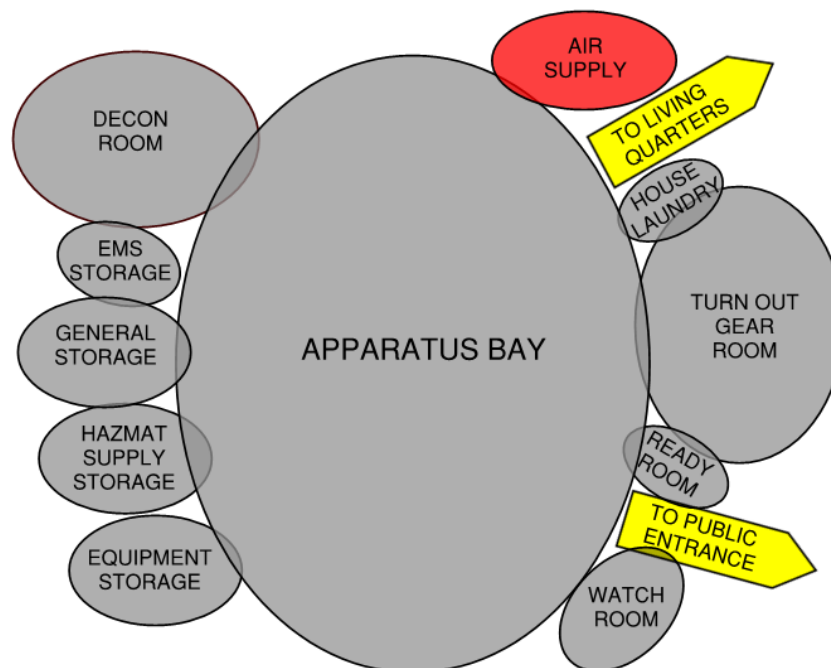 AIR
SUPPLY
TO LIVING
QUARTERS
DECON
ROOM
HOUSE
LAUNDRY
EMS
STORAGE
GENERAL
STORAGE
TURN OUT
GEAR
ROOM
APPARATUS BAY
HAZMAT
SUPPLY
STORAGE
READY
ROOM
TO PUBLIC
ENTRANCE
EQUIPMENT
STORAGE
WATCH
ROOM